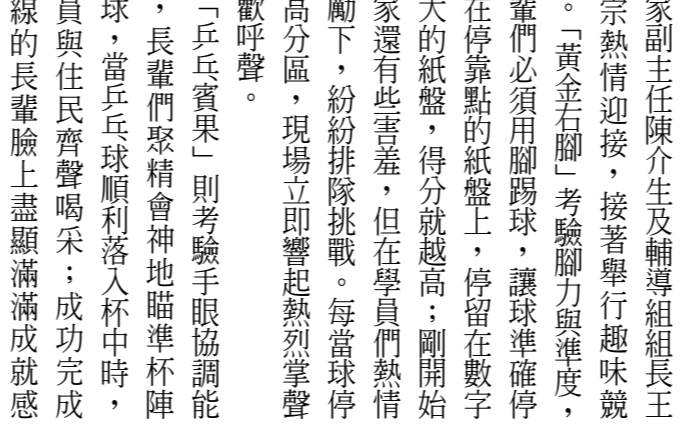 家副主任陳介生及輔導組組長王
宗熱情迎接，接著舉行趣味競
。「黃金右腳」考驗腳力與準度，
輩們必須用腳踢球，讓球準確停
在停靠點的紙盤上，停留在數字
大的紙盤，得分就越高；剛開始
家還有些害羞，但在學員們熱情
勵下，紛紛排隊挑戰。每當球停
高分區，現場立即響起熱烈掌聲
歡呼聲。
「乒乓賓果」則考驗手眼協調能
，長輩們聚精會神地瞄準杯陣
球，當乒乓球順利落入杯中時，
員與住民齊聲喝采；成功完成
線的長輩臉上盡顯滿滿成就感